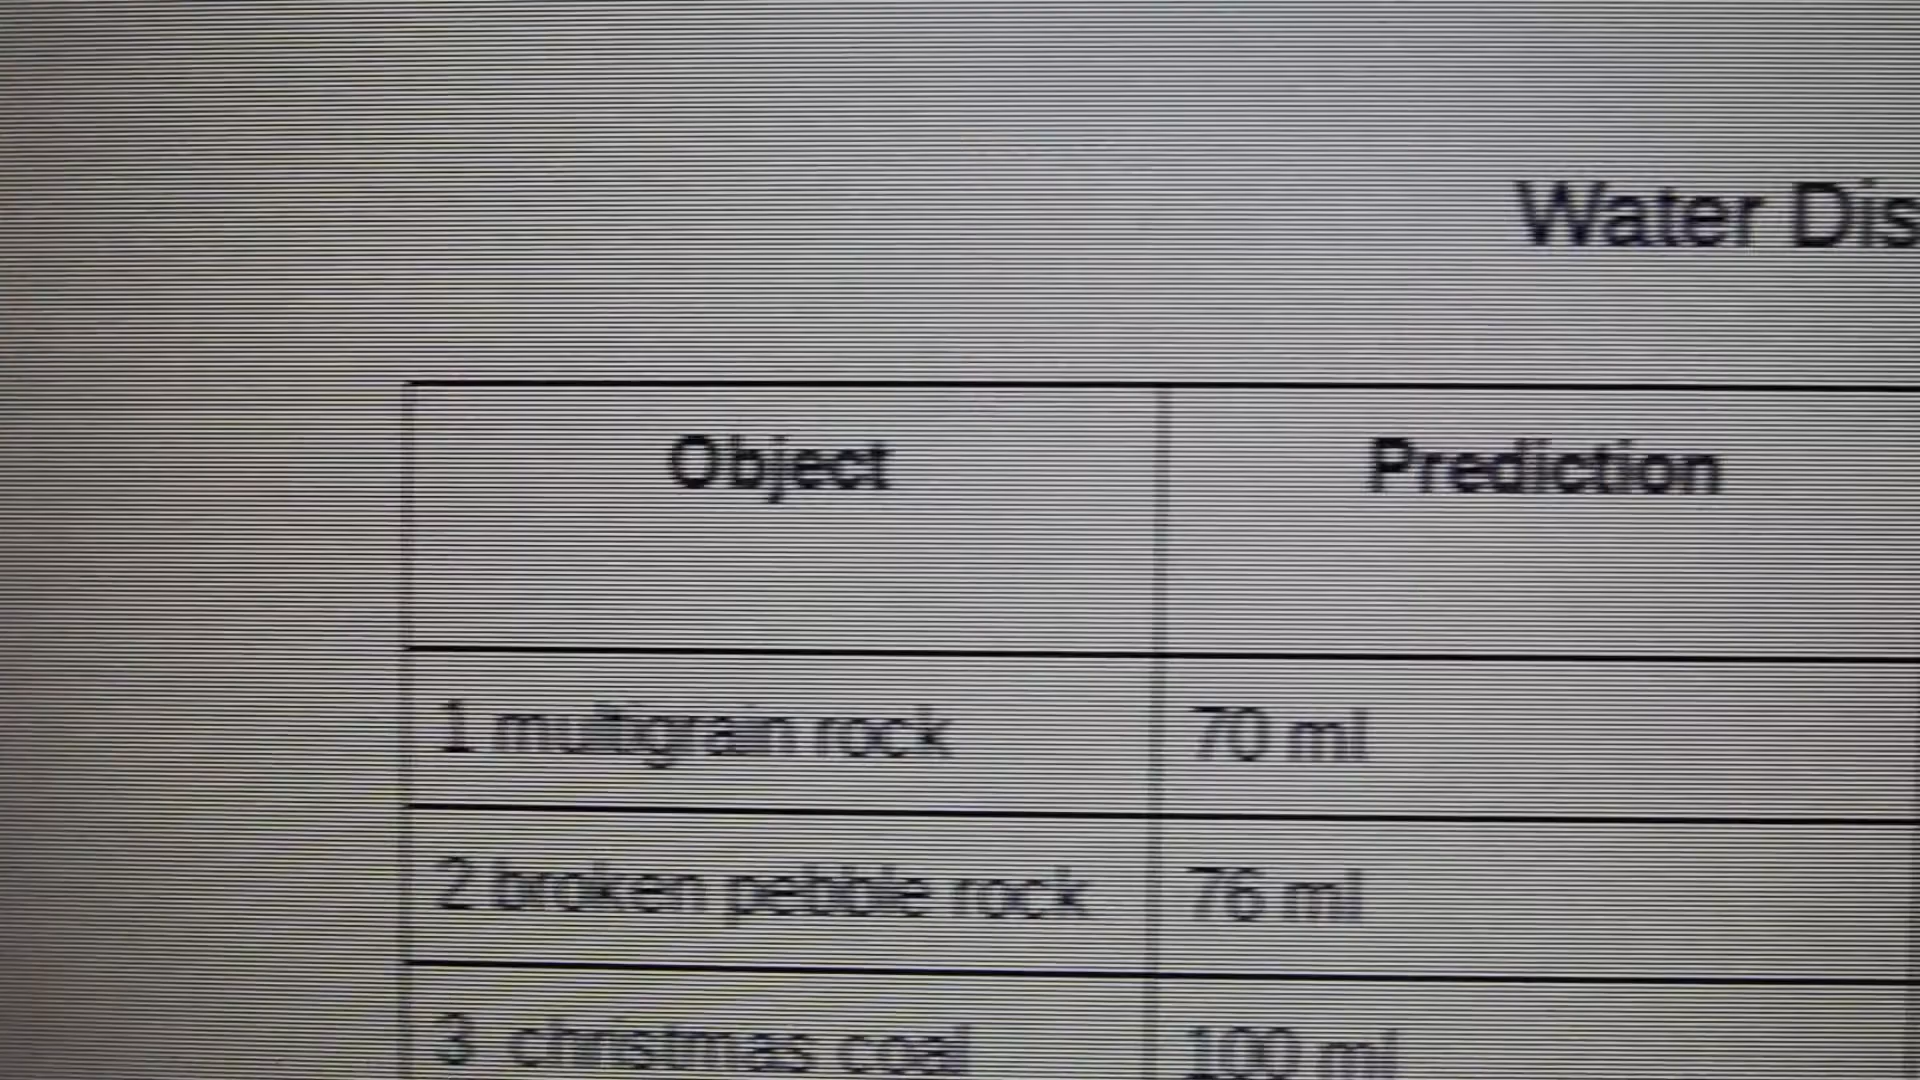 Water Dis
Object Prediction
1 multigrain rock 70 ml
2 broken pebble rock 76 ml
3 christmas coal 100 ml